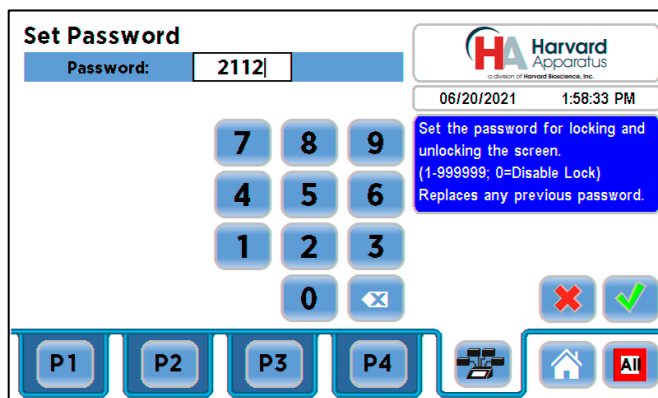 Set Password
Password: 2112
HA Harvard
Apparatus
a division of Harvard Bioscience, Inc.
06/20/2021 1:58:33 PM
Set the password for locking and
unlocking the screen.
(1-999999; 0=Disable Lock)
Replaces any previous password.
7 8 9
4 5 6
1 2 3
0
P1 P2 P3 P4 All